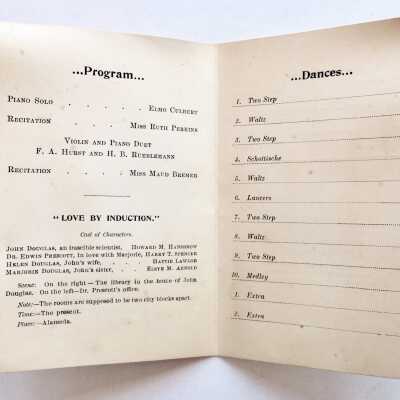 ...Program...
PIANO SOLO . . . . . ELMO CULBERT
RECITATION . . . . MISS RUTH PERKINS
VIOLIN AND PIANO DUET
F. A. HURST AND H. B. RUEBLEMANN
RECITATION . . . . MISS MAUD BREMER
"LOVE BY INDUCTION."
Cast of Characters.
JOHN DOUGLAS, an irascible scientist, HOWARD M.
DR. EDWIN PRESCOTT, in love with Marjorie, HARRY T. SPENCER
HELEN DOUGLAS, John's wife, . . . HATTIE LAWLOR
MARJORIE DOUGLAS, John's sister, . . M. ARNOLD
SCENE: On the right — The library in the house of John
Douglas. On the left—Dr. Prescott's office.
Note:—The rooms are supposed to be two city blocks apart.
Time:—The present.
Place:—Alameda.
...Dances...
1. Two Step
2. Waltz
3. Two Step
4. Schottische
5. Waltz
6. Lancers
7. Two Step
8. Waltz
9. Two Step
10. Medley
1. Extra
2. Extra